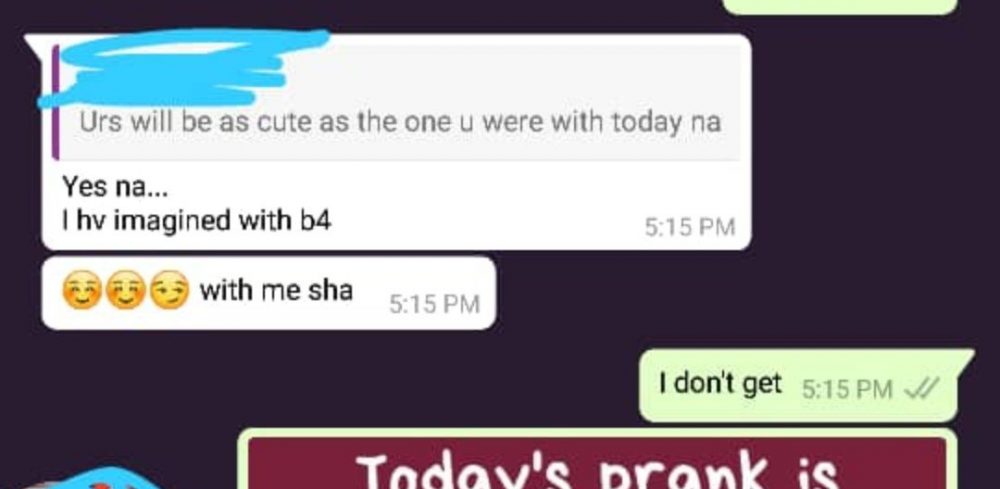 Urs will be as cute as the one u were with today na
Yes na...
I hv imagined with b4
5:15 PM
☺️☺️😏 with me sha
5:15 PM
I don't get
5:15 PM
Today's prank is